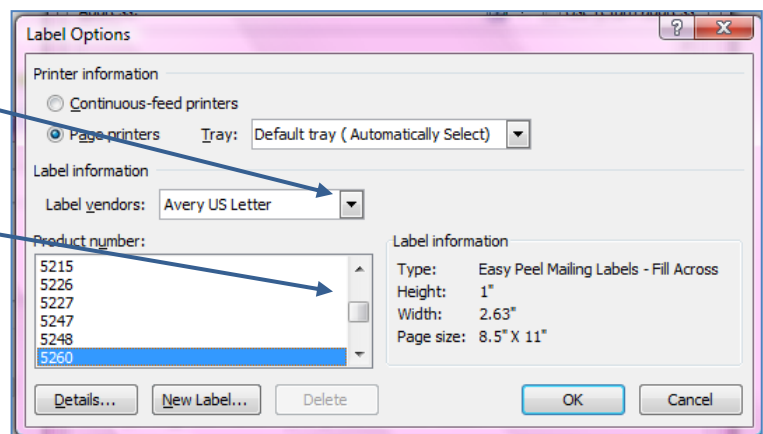 Label Options
Printer information
Continuous-feed printers
Page printers Tray: Default tray ( Automatically Select)
Label information
Label vendors: Avery US Letter
Product number:
5215
5226
5227
5247
5248
5260
Label information
Type: Easy Peel Mailing Labels - Fill Across
Height: 1"
Width: 2.63"
Page size: 8.5" X 11"
Details... New Label... Delete OK Cancel